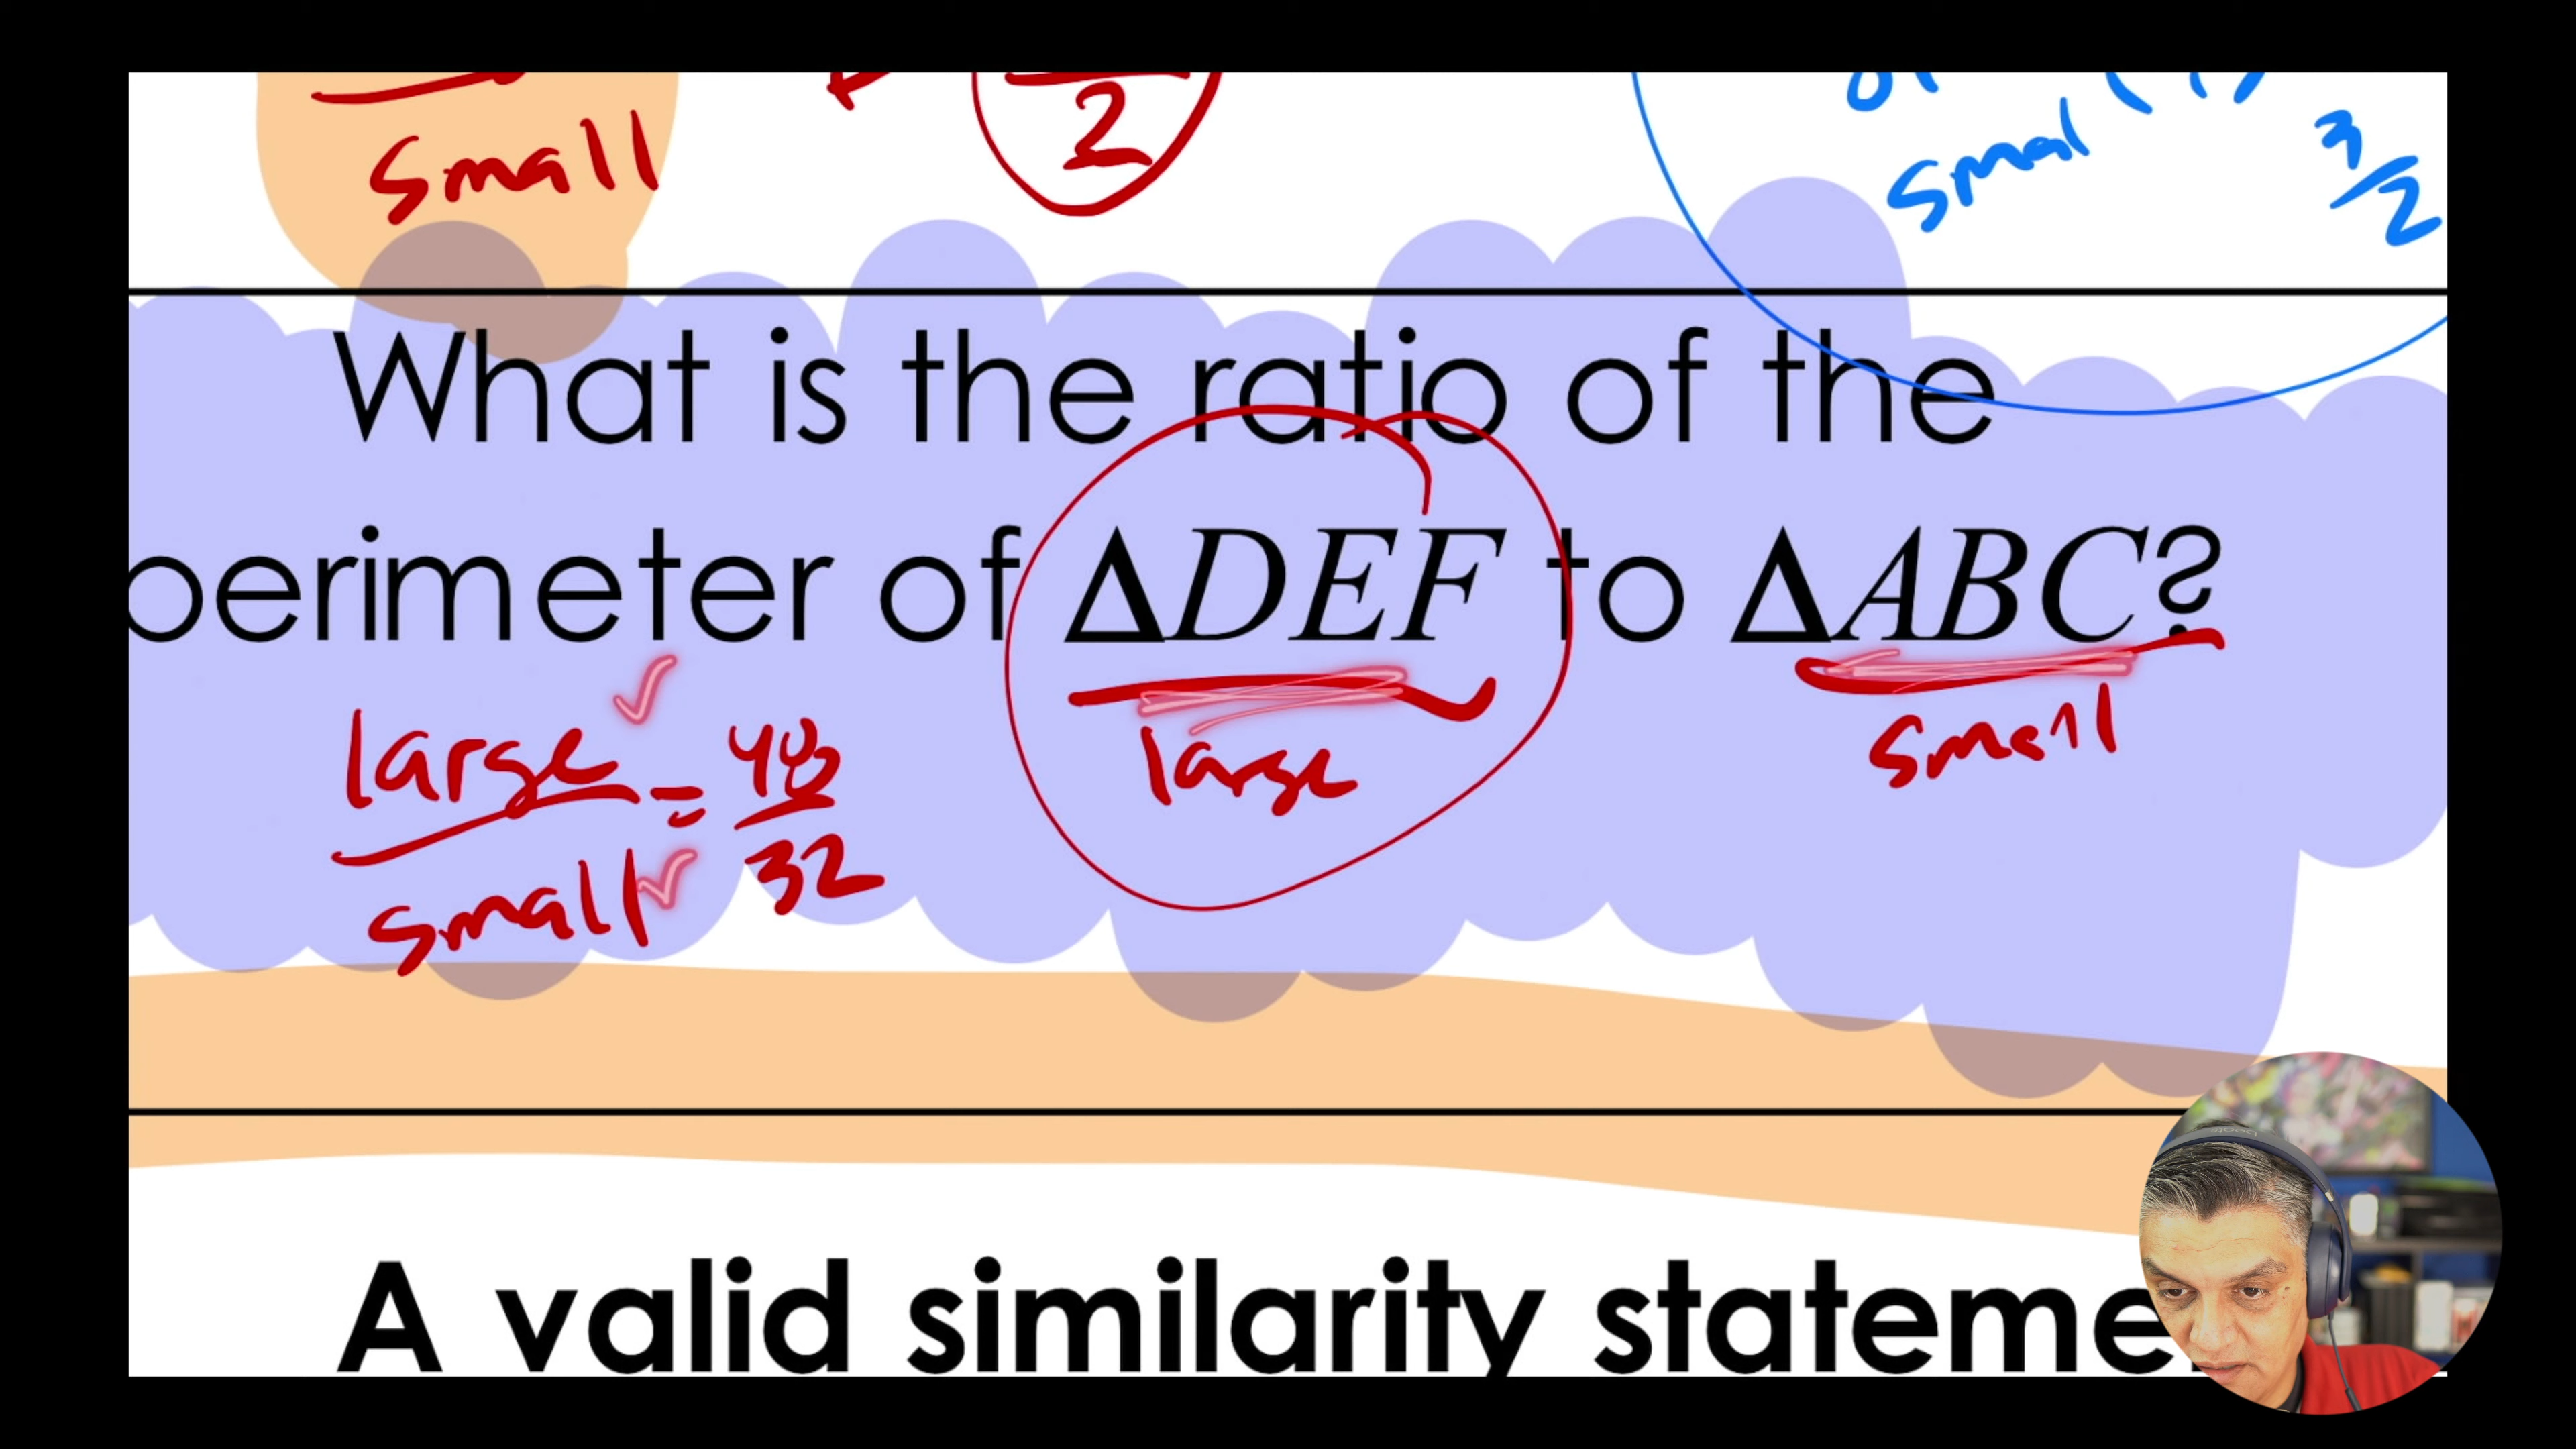 small
2
small
3/2
What is the ratio of the
perimeter of ΔDEF to ΔABC?
large
small
large = 48
small 32
A valid similarity